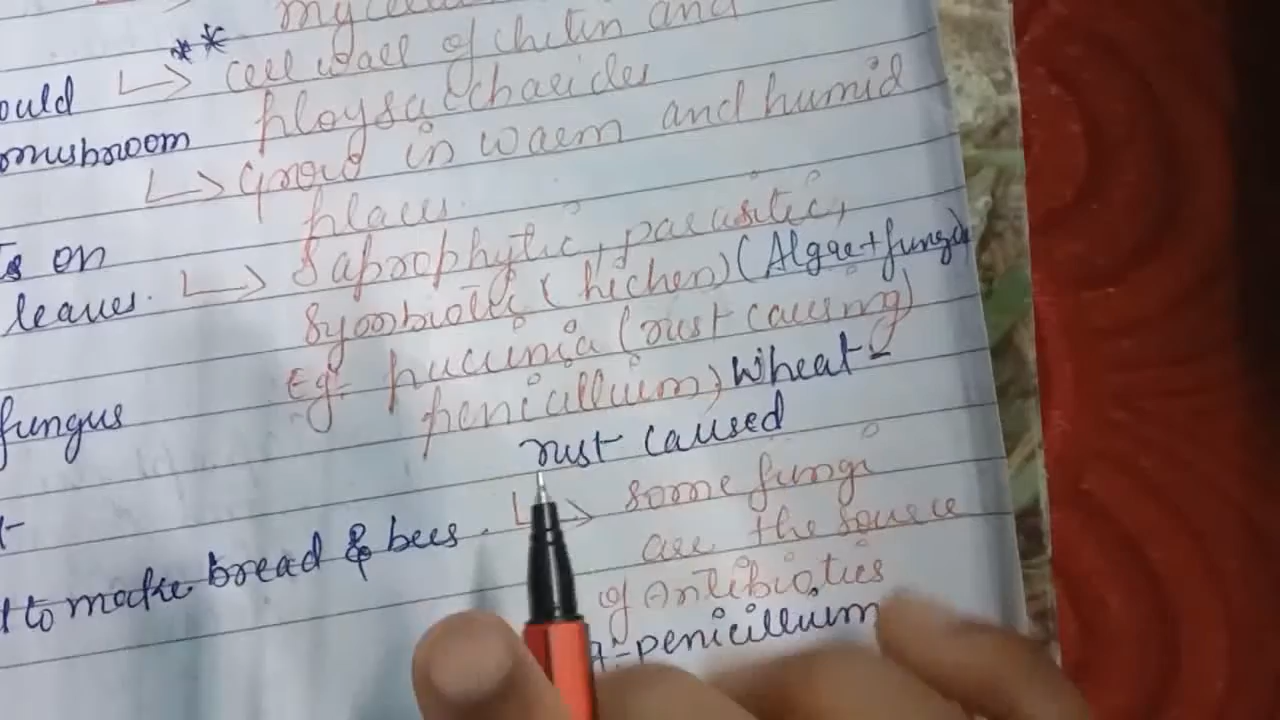 cell wall of chitin and
ould
ploysachaides
mushroom
Grow in waem and humid
places.
on
Saprophytic, parasitic,
leaves.
Symbiotic (lichen) (Algae+fungi)
Eg:- puccinia (rust causing)
fungus
penicillium) Wheat-
rust caused
some fungi
to make bread & bees.
are the source
of Antibiotics
penicillium